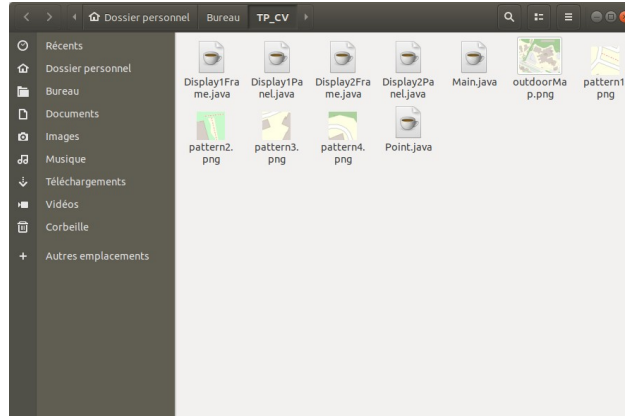 Dossier personnel Bureau TP_CV
Récents
Dossier personnel
Bureau
Documents
Images
Musique
Téléchargements
Vidéos
Corbeille
Autres emplacements
Display1Fra
me.java
Display1Pa
nel.java
Display2Fra
me.java
Display2Pa
nel.java
Main.java
outdoorMa
p.png
pattern1
png
pattern2.
png
pattern3.
png
pattern4.
png
Point.java